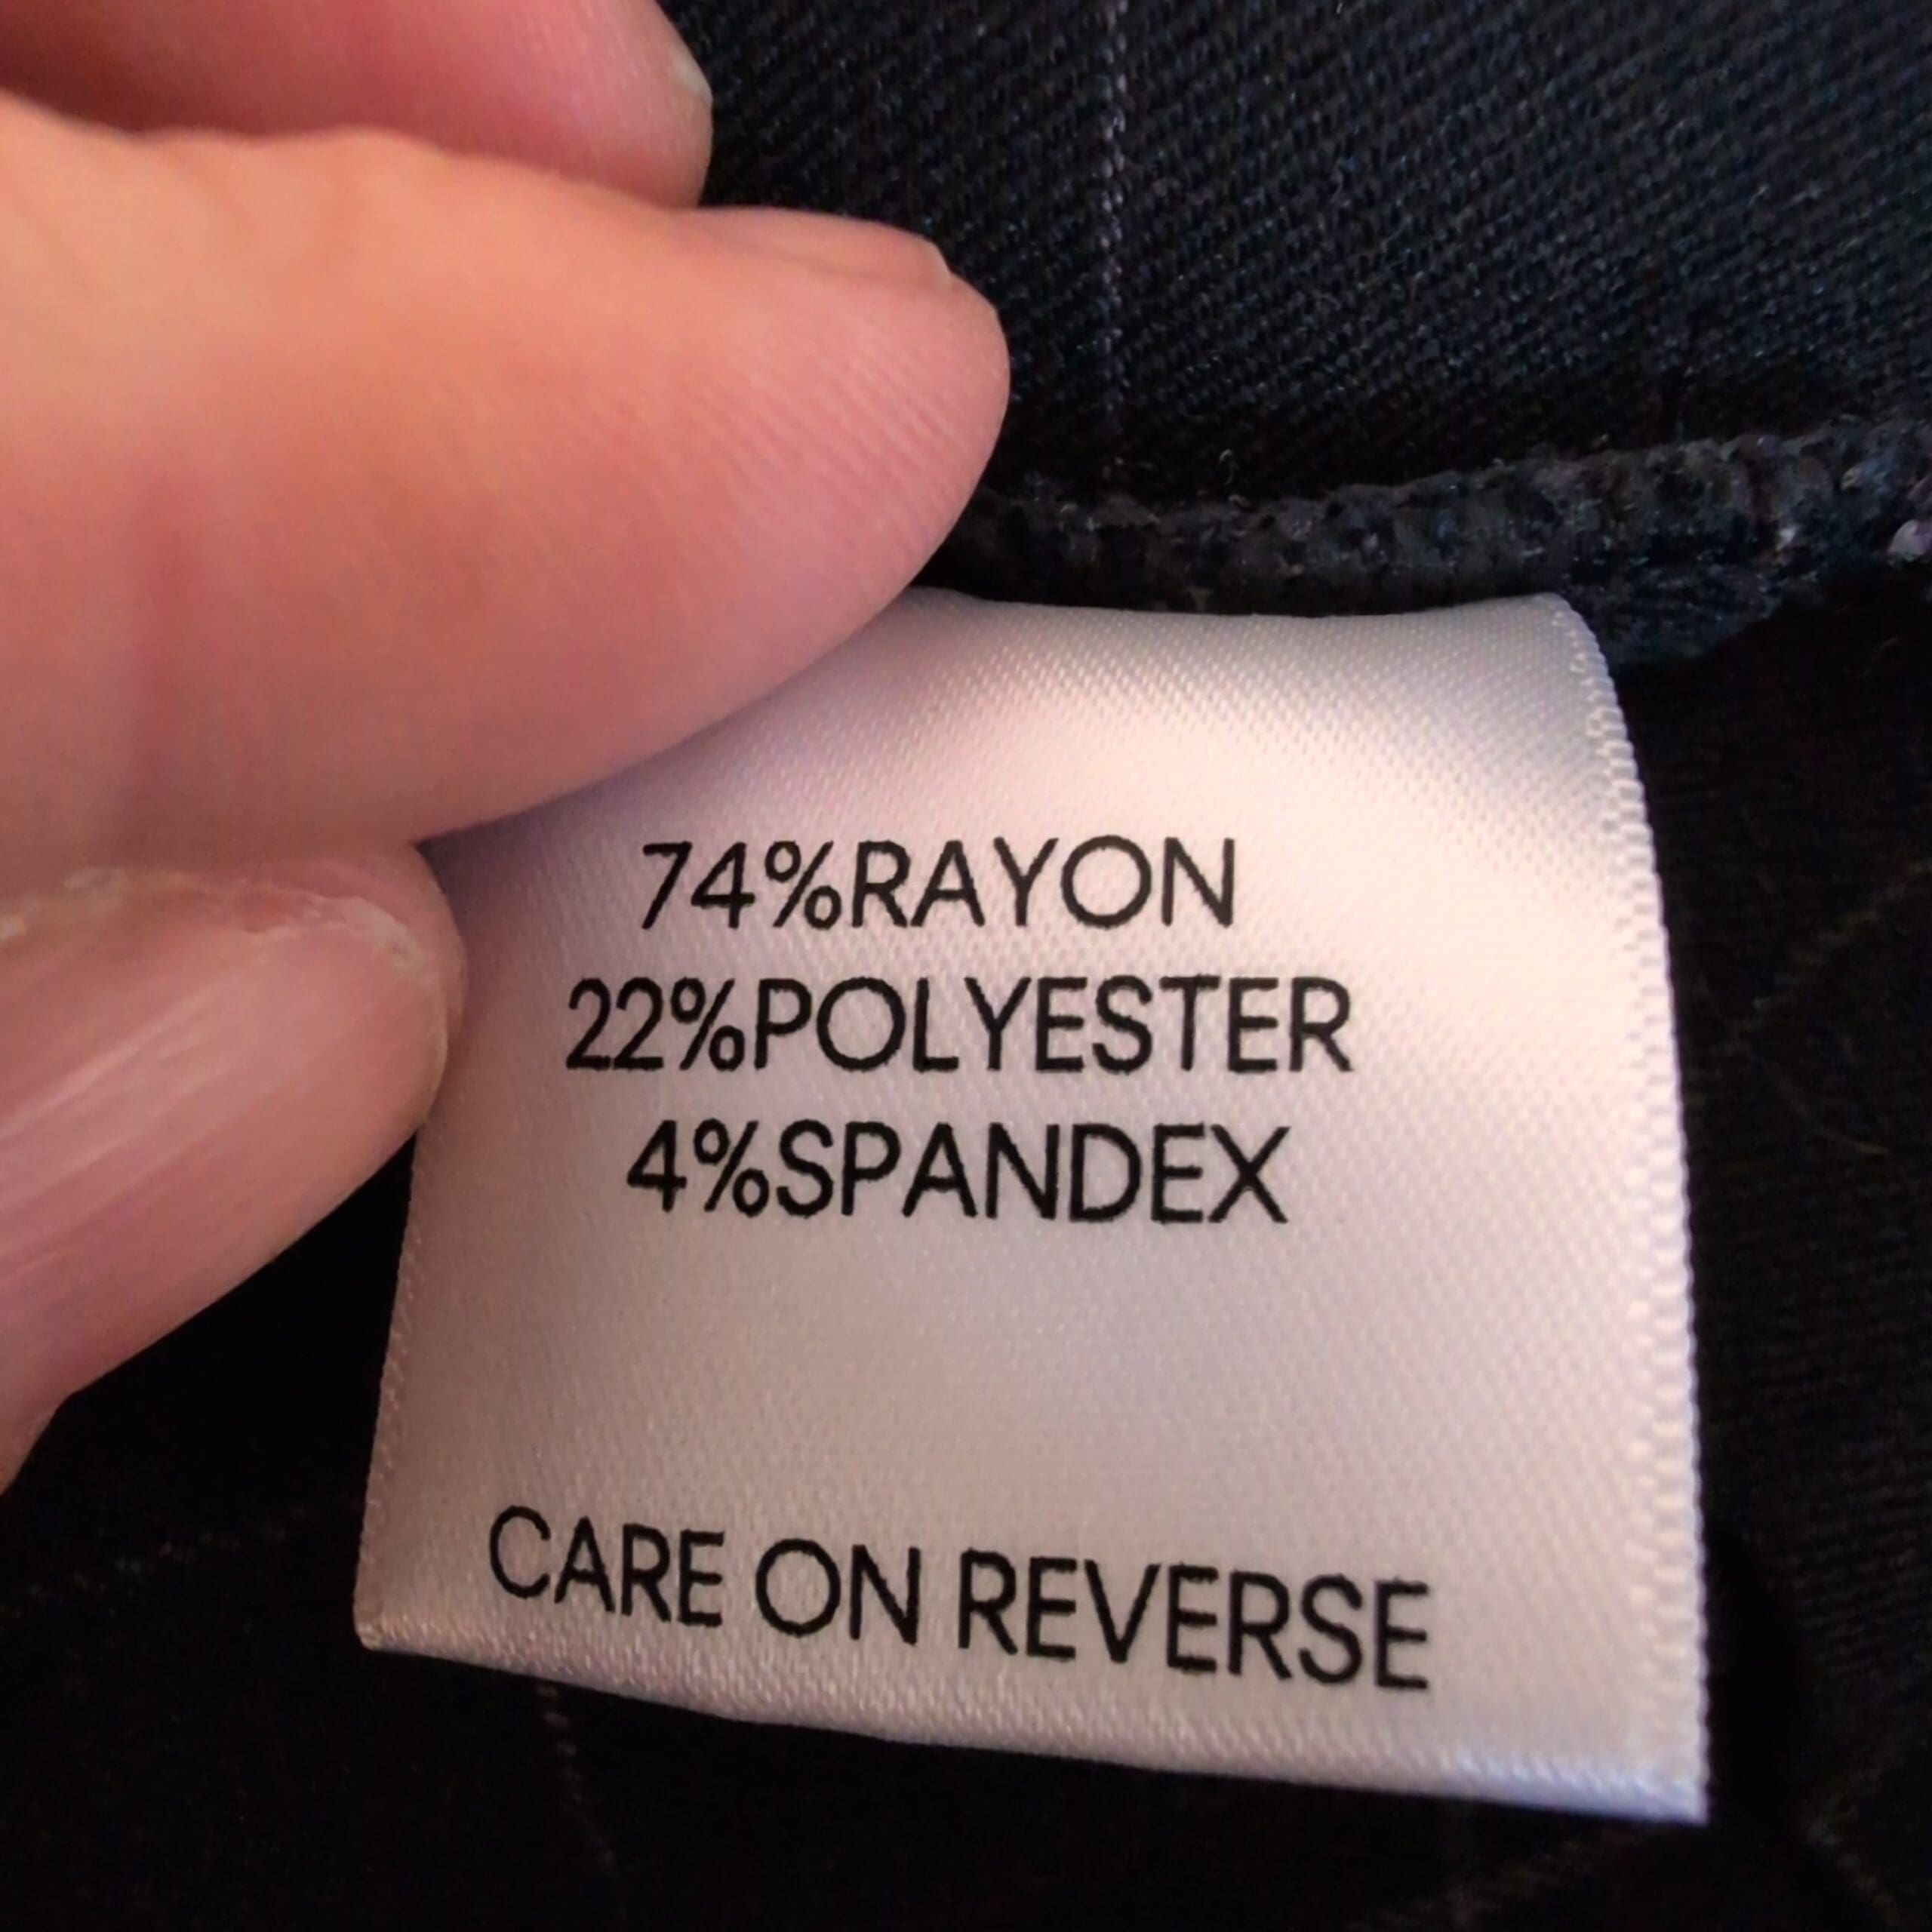 74%RAYON
22%POLYESTER
4%SPANDEX
CARE ON REVERSE